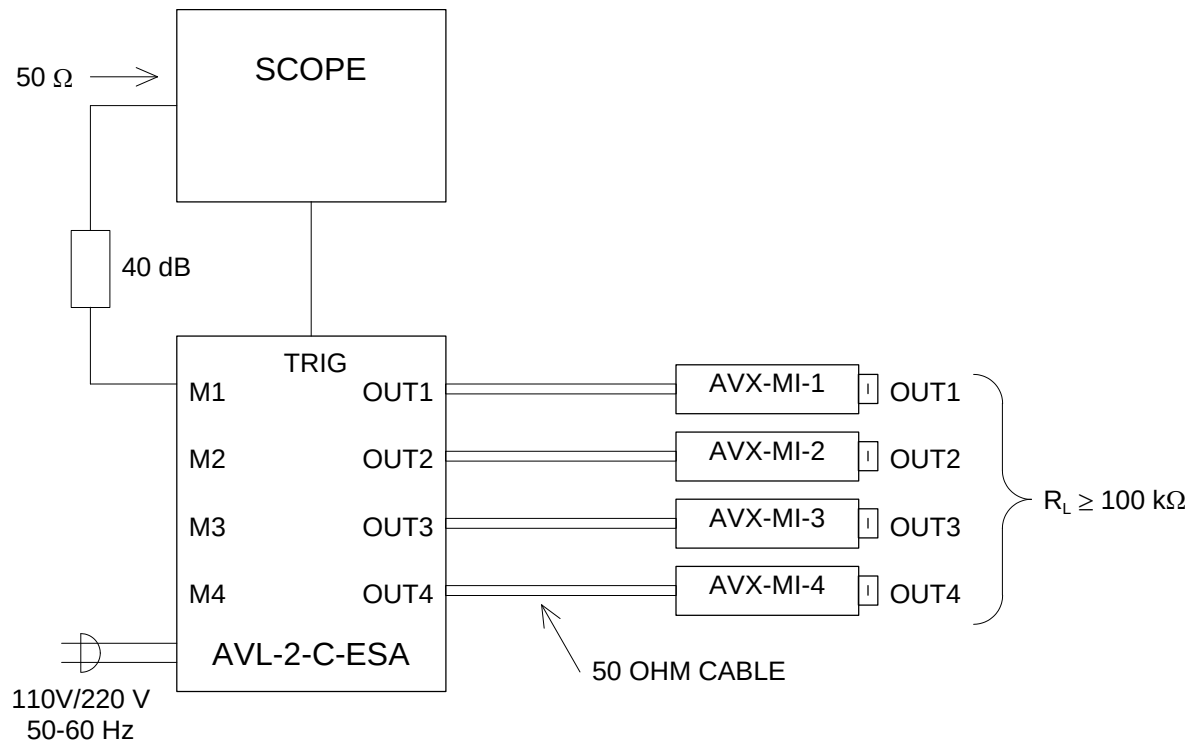 SCOPE
50 Ω
40 dB
TRIG
M1
OUT1
AVX-MI-1
OUT1
M2
OUT2
AVX-MI-2
OUT2
R_L ≥ 100 kΩ
M3
OUT3
AVX-MI-3
OUT3
M4
OUT4
AVX-MI-4
OUT4
AVL-2-C-ESA
50 OHM CABLE
110V/220 V
50-60 Hz